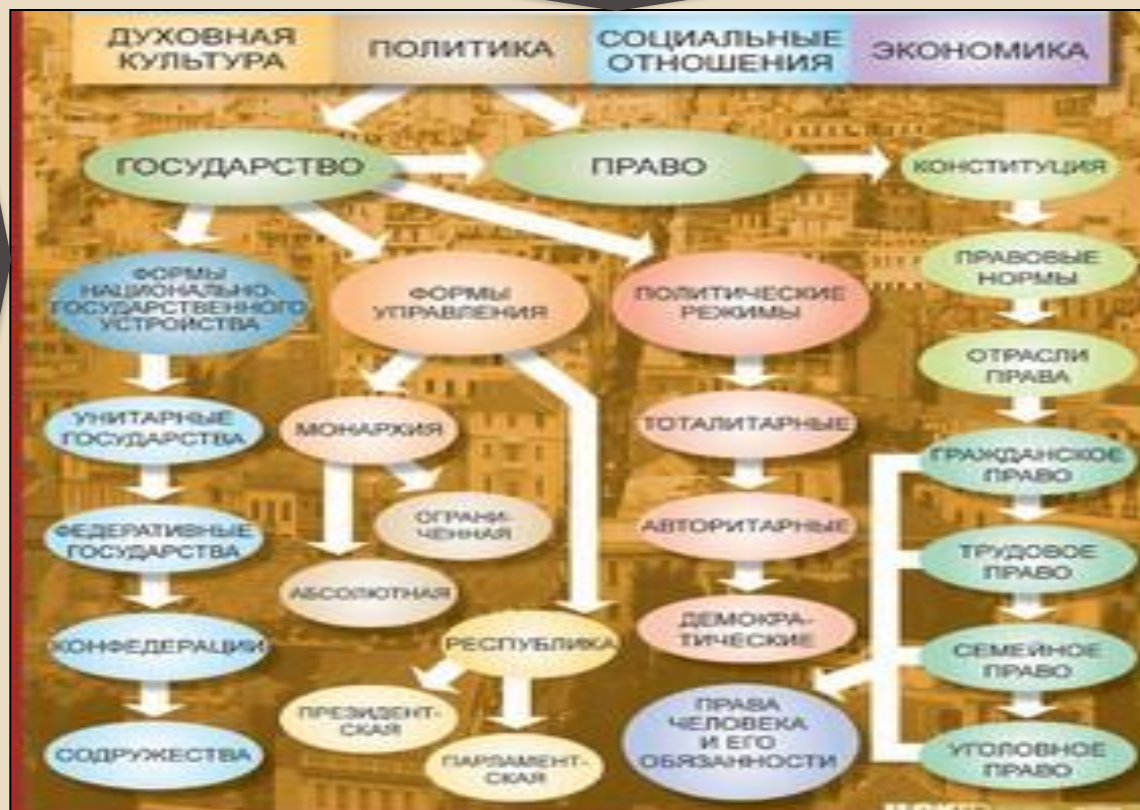 ДУХОВНАЯ
КУЛЬТУРА
ПОЛИТИКА
СОЦИАЛЬНЫЕ
ОТНОШЕНИЯ
ЭКОНОМИКА
ГОСУДАРСТВО
ПРАВО
КОНСТИТУЦИЯ
ФОРМЫ
НАЦИОНАЛЬНО-
ГОСУДАРСТВЕННОГО
УСТРОЙСТВА
ФОРМЫ
УПРАВЛЕНИЯ
ПОЛИТИЧЕСКИЕ
РЕЖИМЫ
ПРАВОВЫЕ
НОРМЫ
ОТРАСЛИ
ПРАВА
УНИТАРНЫЕ
ГОСУДАРСТВА
МОНАРХИЯ
ТОТАЛИТАРНЫЕ
ГРАЖДАНСКОЕ
ПРАВО
ФЕДЕРАТИВНЫЕ
ГОСУДАРСТВА
ОГРАНИ-
ЧЕННАЯ
АВТОРИТАРНЫЕ
ТРУДОВОЕ
ПРАВО
АБСОЛЮТНАЯ
КОНФЕДЕРАЦИИ
РЕСПУБЛИКА
ДЕМОКРА-
ТИЧЕСКИЕ
СЕМЕЙНОЕ
ПРАВО
ПРЕЗИДЕНТ-
СКАЯ
ПРАВА
ЧЕЛОВЕКА
И ЕГО
ОБЯЗАННОСТИ
СОДРУЖЕСТВА
ПАРЛАМЕНТ-
СКАЯ
УГОЛОВНОЕ
ПРАВО